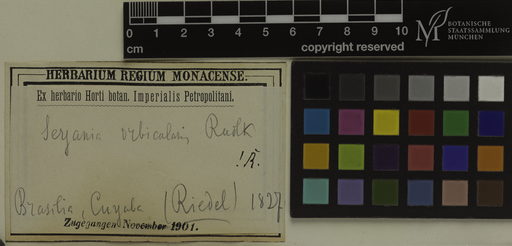 0 1 2 3 4 5 6 7 8 9 10
cm
copyright reserved
BOTANISCHE
STAATSSAMMLUNG
MÜNCHEN
HERBARIUM REGIUM MONACENSE.
Ex herbario Horti botan. Imperialis Petropolitani.
Serjania orbicularis Radlk
! R.
Brasilia, Cuyaba (Riedel) 1827
Zugegangen November 1901.